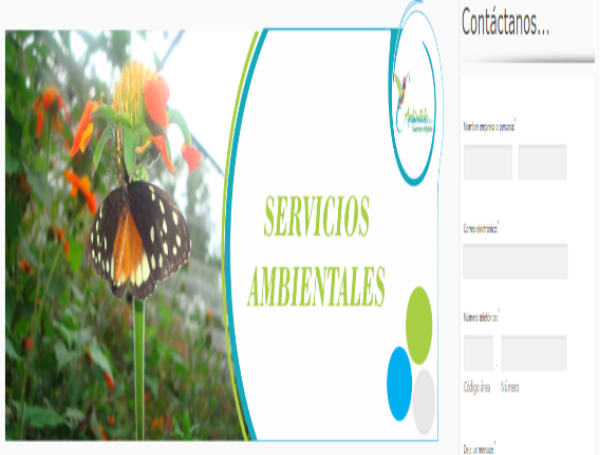 SERVICIOS
AMBIENTALES
Contáctanos...
Nombre empresa o persona:*
Correo electrónico:*
Número telefónico:*
-
Código área Número
Deja un mensaje:*